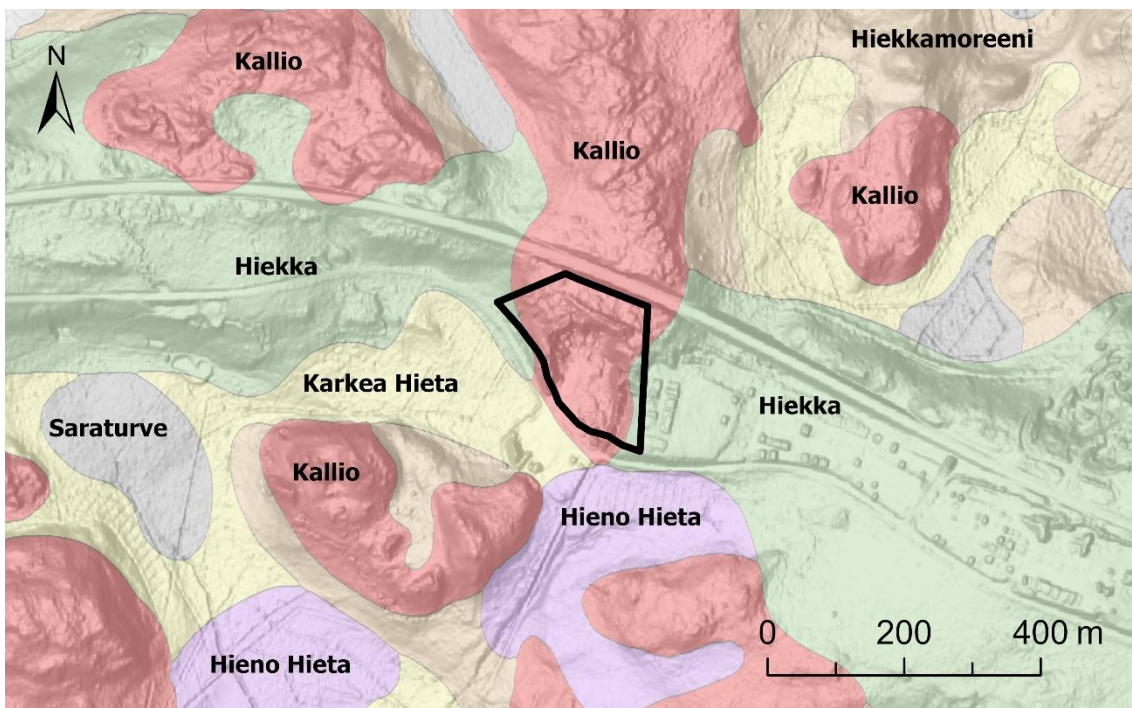 Hiekkamoreeni
N
Kallio
Kallio
Kallio
Hiekka
Karkea Hieta
Hiekka
Saraturve
Kallio
Hieno Hieta
Hieno Hieta
0 200 400 m